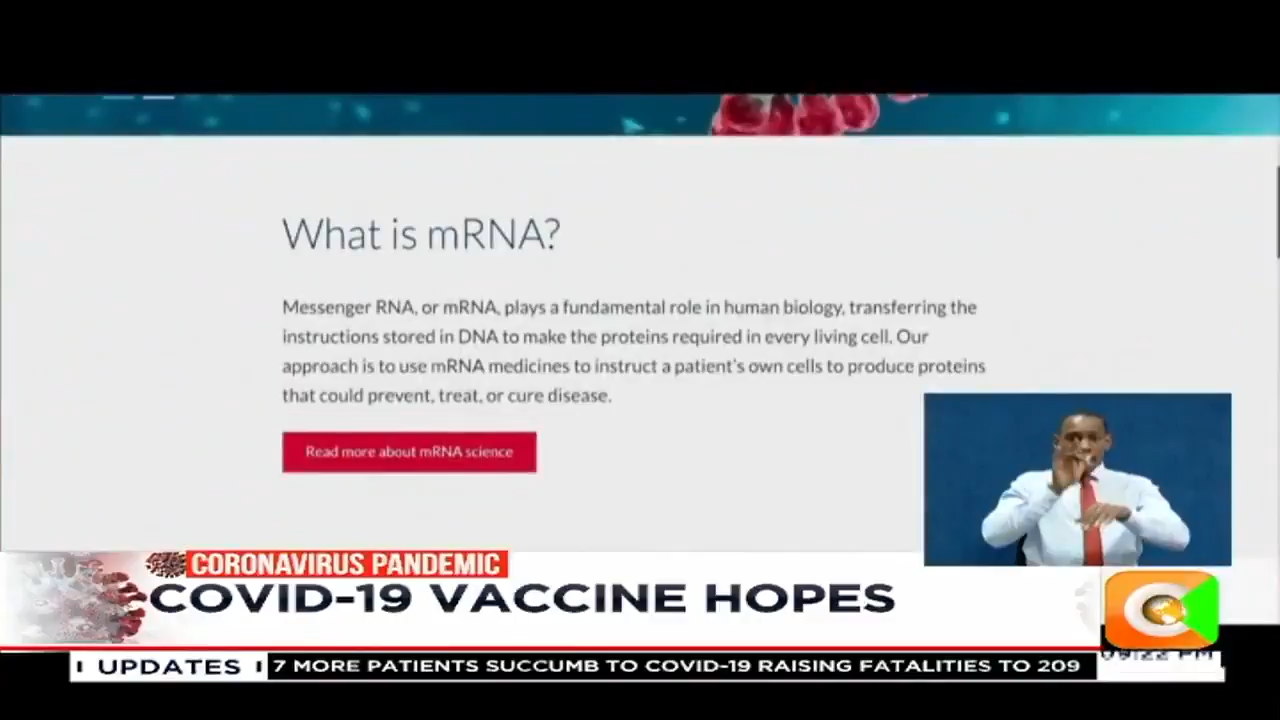 What is mRNA?
Messenger RNA, or mRNA, plays a fundamental role in human biology, transferring the
instructions stored in DNA to make the proteins required in every living cell. Our
approach is to use mRNA medicines to instruct a patient's own cells to produce proteins
that could prevent, treat, or cure disease.
Read more about mRNA science
CORONAVIRUS PANDEMIC
COVID-19 VACCINE HOPES
UPDATES
7 MORE PATIENTS SUCCUMB TO COVID-19 RAISING FATALITIES TO 209